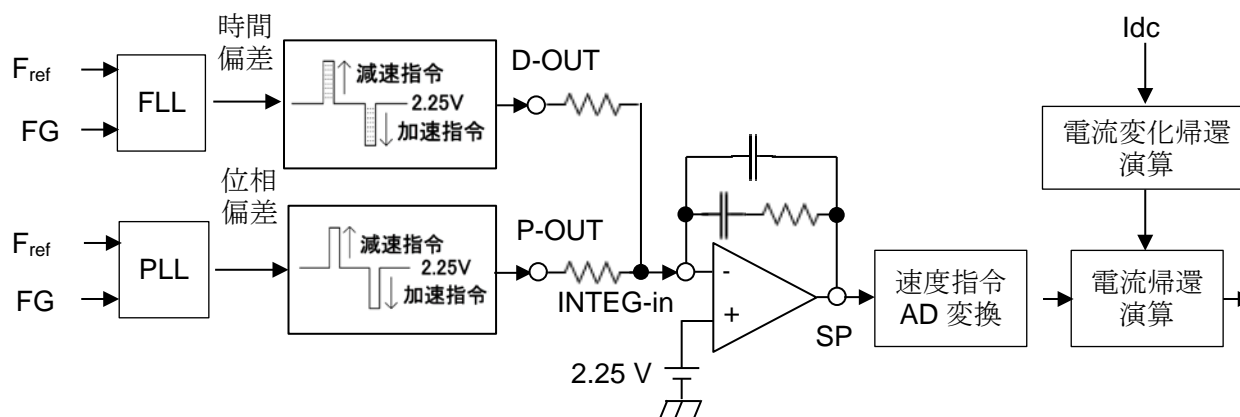 F_ref
FG
FLL
時間
偏差
減速指令
2.25V
加速指令
D-OUT
F_ref
FG
PLL
位相
偏差
減速指令
2.25V
加速指令
P-OUT
INTEG-in
-
+
2.25 V
SP
速度指令
AD 変換
Idc
電流変化帰還
演算
電流帰還
演算